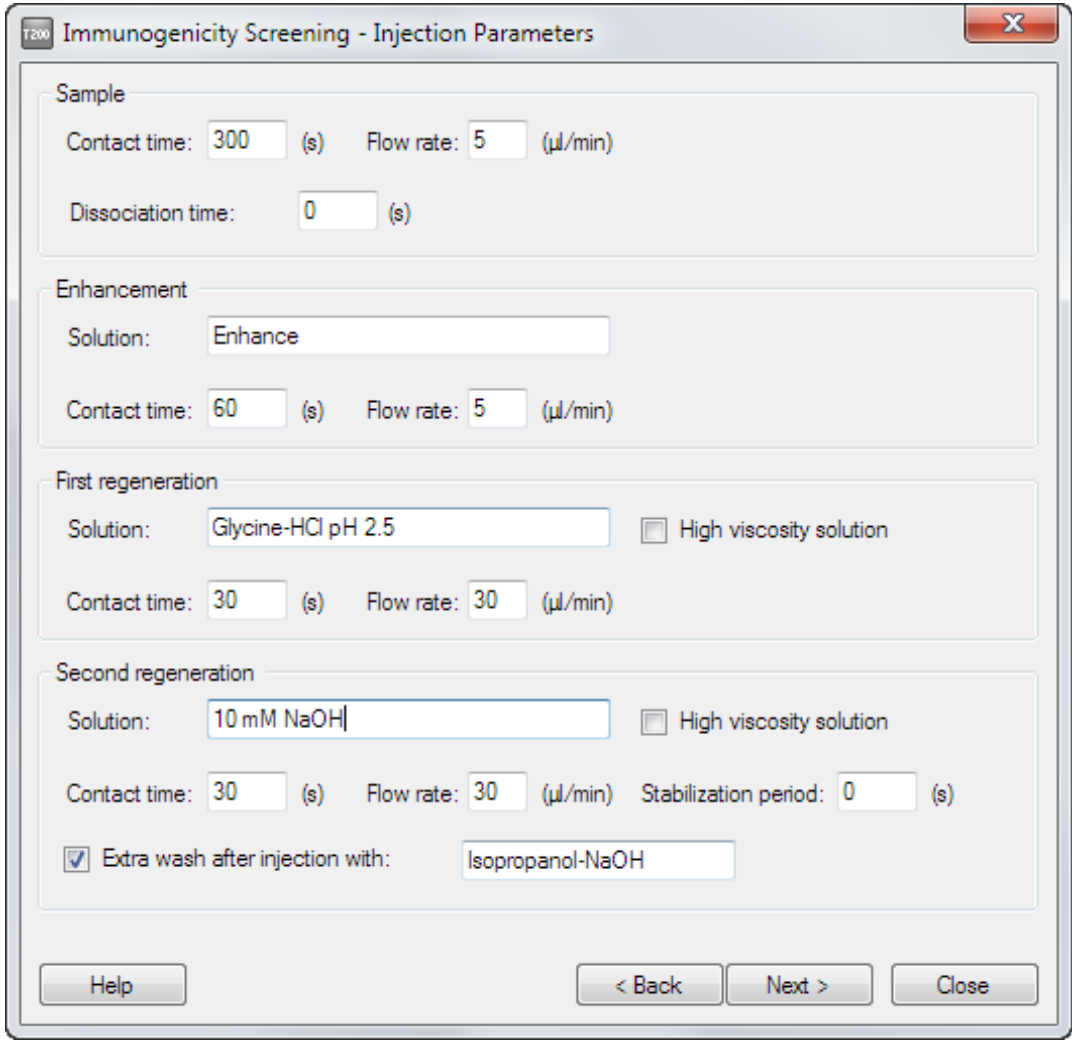 T200 Immunogenicity Screening - Injection Parameters X
Sample
Contact time: 300 (s) Flow rate: 5 (µl/min)
Dissociation time: 0 (s)
Enhancement
Solution: Enhance
Contact time: 60 (s) Flow rate: 5 (µl/min)
First regeneration
Solution: Glycine-HCl pH 2.5 High viscosity solution
Contact time: 30 (s) Flow rate: 30 (µl/min)
Second regeneration
Solution: 10 mM NaOH High viscosity solution
Contact time: 30 (s) Flow rate: 30 (µl/min) Stabilization period: 0 (s)
Extra wash after injection with: Isopropanol-NaOH
Help < Back Next > Close